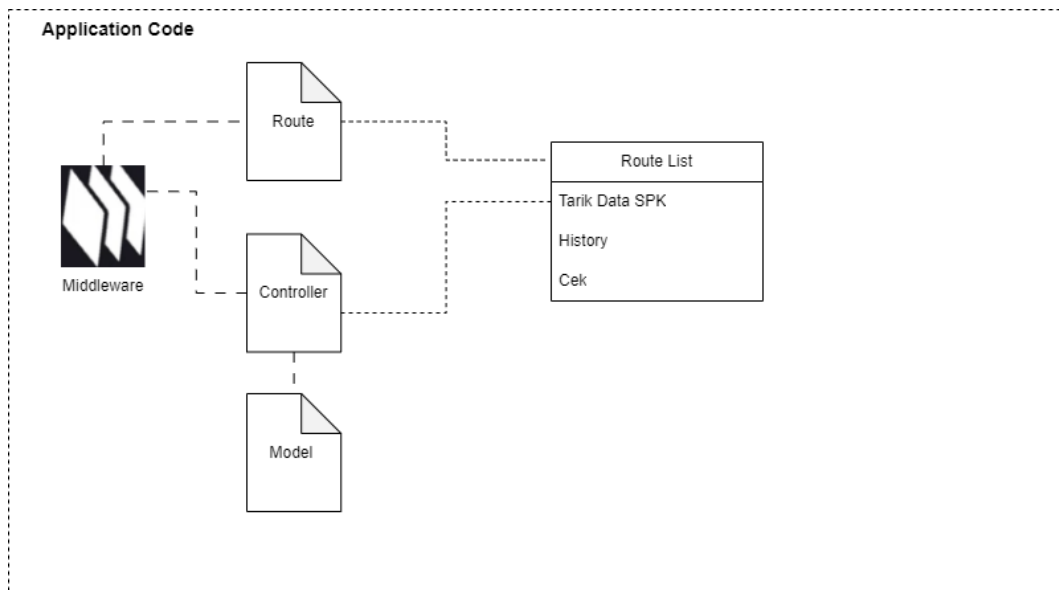 Application Code
Route
Route List
Tarik Data SPK
History
Cek
Middleware
Controller
Model